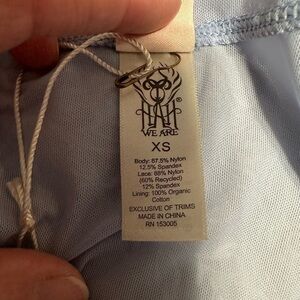 HAH
®
WE ARE
XS
Body: 87.5% Nylon
12.5% Spandex
Lace: 88% Nylon
(60% Recycled)
12% Spandex
Lining: 100% Organic
Cotton
EXCLUSIVE OF TRIMS
MADE IN CHINA
RN 153005